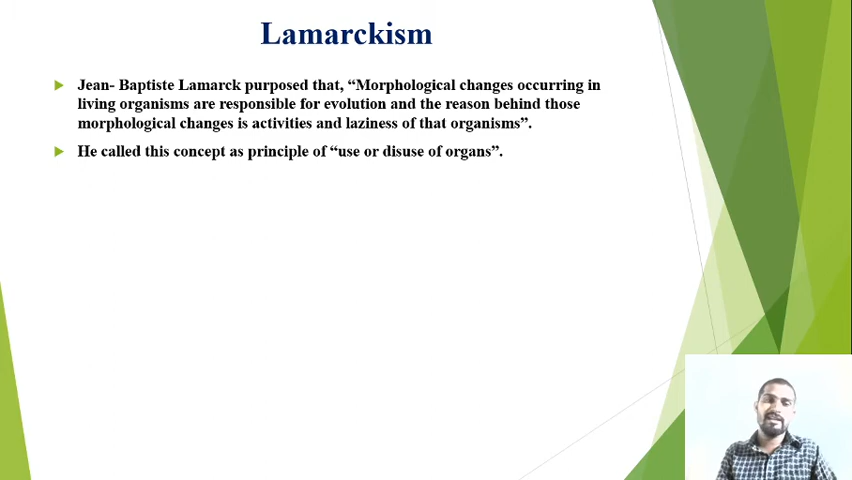 Lamarckism
Jean- Baptiste Lamarck purposed that, “Morphological changes occurring in
living organisms are responsible for evolution and the reason behind those
morphological changes is activities and laziness of that organisms”.
He called this concept as principle of “use or disuse of organs”.